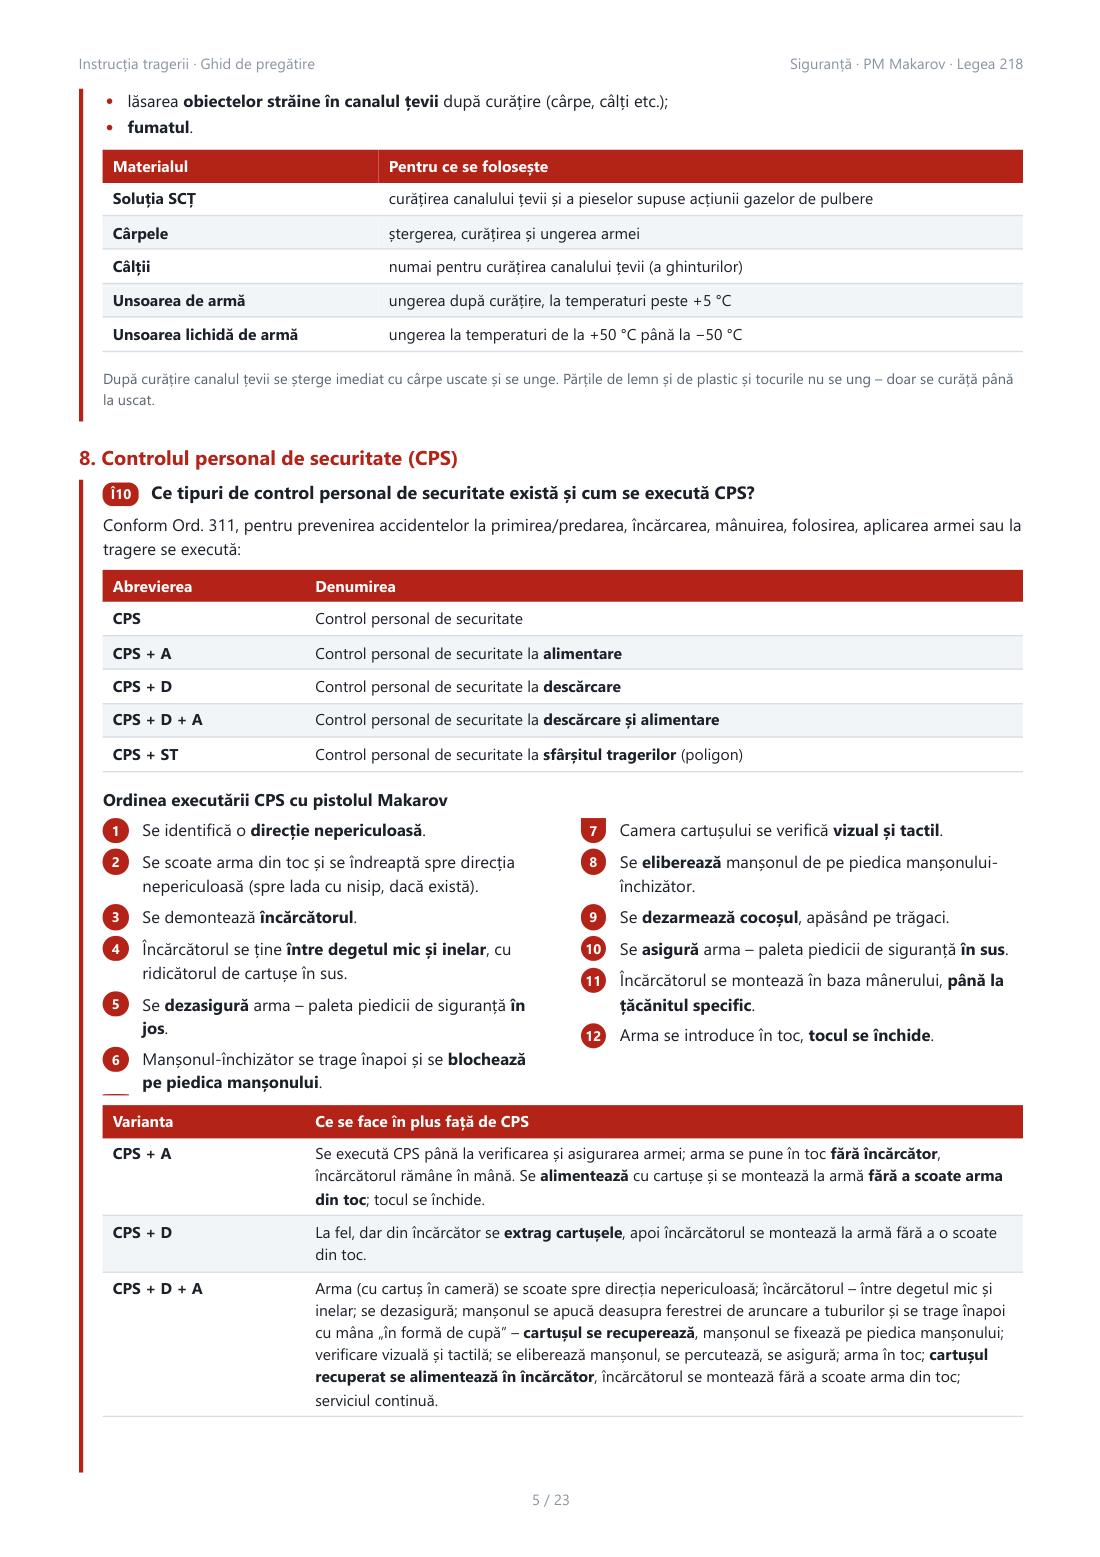 Instrucția tragerii · Ghid de pregătire
Siguranță · PM Makarov · Legea 218
• lăsarea obiectelor străine în canalul țevii după curățire (cârpe, câlți etc.);
• fumatul.
Materialul
Pentru ce se folosește
Soluția SCȚ
curățirea canalului țevii și a pieselor supuse acțiunii gazelor de pulbere
Cârpele
ștergerea, curățirea și ungerea armei
Câlții
numai pentru curățirea canalului țevii (a ghinturilor)
Unsoarea de armă
ungerea după curățire, la temperaturi peste +5 °C
Unsoarea lichidă de armă
ungerea la temperaturi de la +50 °C până la −50 °C
După curățire canalul țevii se șterge imediat cu cârpe uscate și se unge. Părțile de lemn și de plastic și tocurile nu se ung – doar se curăță până
la uscat.
8. Controlul personal de securitate (CPS)
Î10 Ce tipuri de control personal de securitate există și cum se execută CPS?
Conform Ord. 311, pentru prevenirea accidentelor la primirea/predarea, încărcarea, mânuirea, folosirea, aplicarea armei sau la
tragere se execută:
Abrevierea
Denumirea
CPS
Control personal de securitate
CPS + A
Control personal de securitate la alimentare
CPS + D
Control personal de securitate la descărcare
CPS + D + A
Control personal de securitate la descărcare și alimentare
CPS + ST
Control personal de securitate la sfârșitul tragerilor (poligon)
Ordinea executării CPS cu pistolul Makarov
1 Se identifică o direcție nepericuloasă.
2 Se scoate arma din toc și se îndreaptă spre direcția
nepericuloasă (spre lada cu nisip, dacă există).
3 Se demontează încărcătorul.
4 Încărcătorul se ține între degetul mic și inelar, cu
ridicătorul de cartușe în sus.
5 Se dezasigură arma – paleta piedicii de siguranță în
jos.
6 Manșonul-închizător se trage înapoi și se blochează
pe piedica manșonului.
7 Camera cartușului se verifică vizual și tactil.
8 Se eliberează manșonul de pe piedica manșonului-
închizător.
9 Se dezarmează cocoșul, apăsând pe trăgaci.
10 Se asigură arma – paleta piedicii de siguranță în sus.
11 Încărcătorul se montează în baza mânerului, până la
țăcănitul specific.
12 Arma se introduce în toc, tocul se închide.
Varianta
Ce se face în plus față de CPS
CPS + A
Se execută CPS până la verificarea și asigurarea armei; arma se pune în toc fără încărcător,
încărcătorul rămâne în mână. Se alimentează cu cartușe și se montează la armă fără a scoate arma
din toc; tocul se închide.
CPS + D
La fel, dar din încărcător se extrag cartușele, apoi încărcătorul se montează la armă fără a o scoate
din toc.
CPS + D + A
Arma (cu cartuș în cameră) se scoate spre direcția nepericuloasă; încărcătorul – între degetul mic și
inelar; se dezasigură; manșonul se apucă deasupra ferestrei de aruncare a tuburilor și se trage înapoi
cu mâna „în formă de cupă” – cartușul se recuperează, manșonul se fixează pe piedica manșonului;
verificare vizuală și tactilă; se eliberează manșonul, se percutează, se asigură; arma în toc; cartușul
recuperat se alimentează în încărcător, încărcătorul se montează fără a scoate arma din toc;
serviciul continuă.
5 / 23